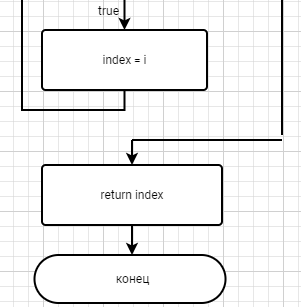 true
index = i
return index
конец